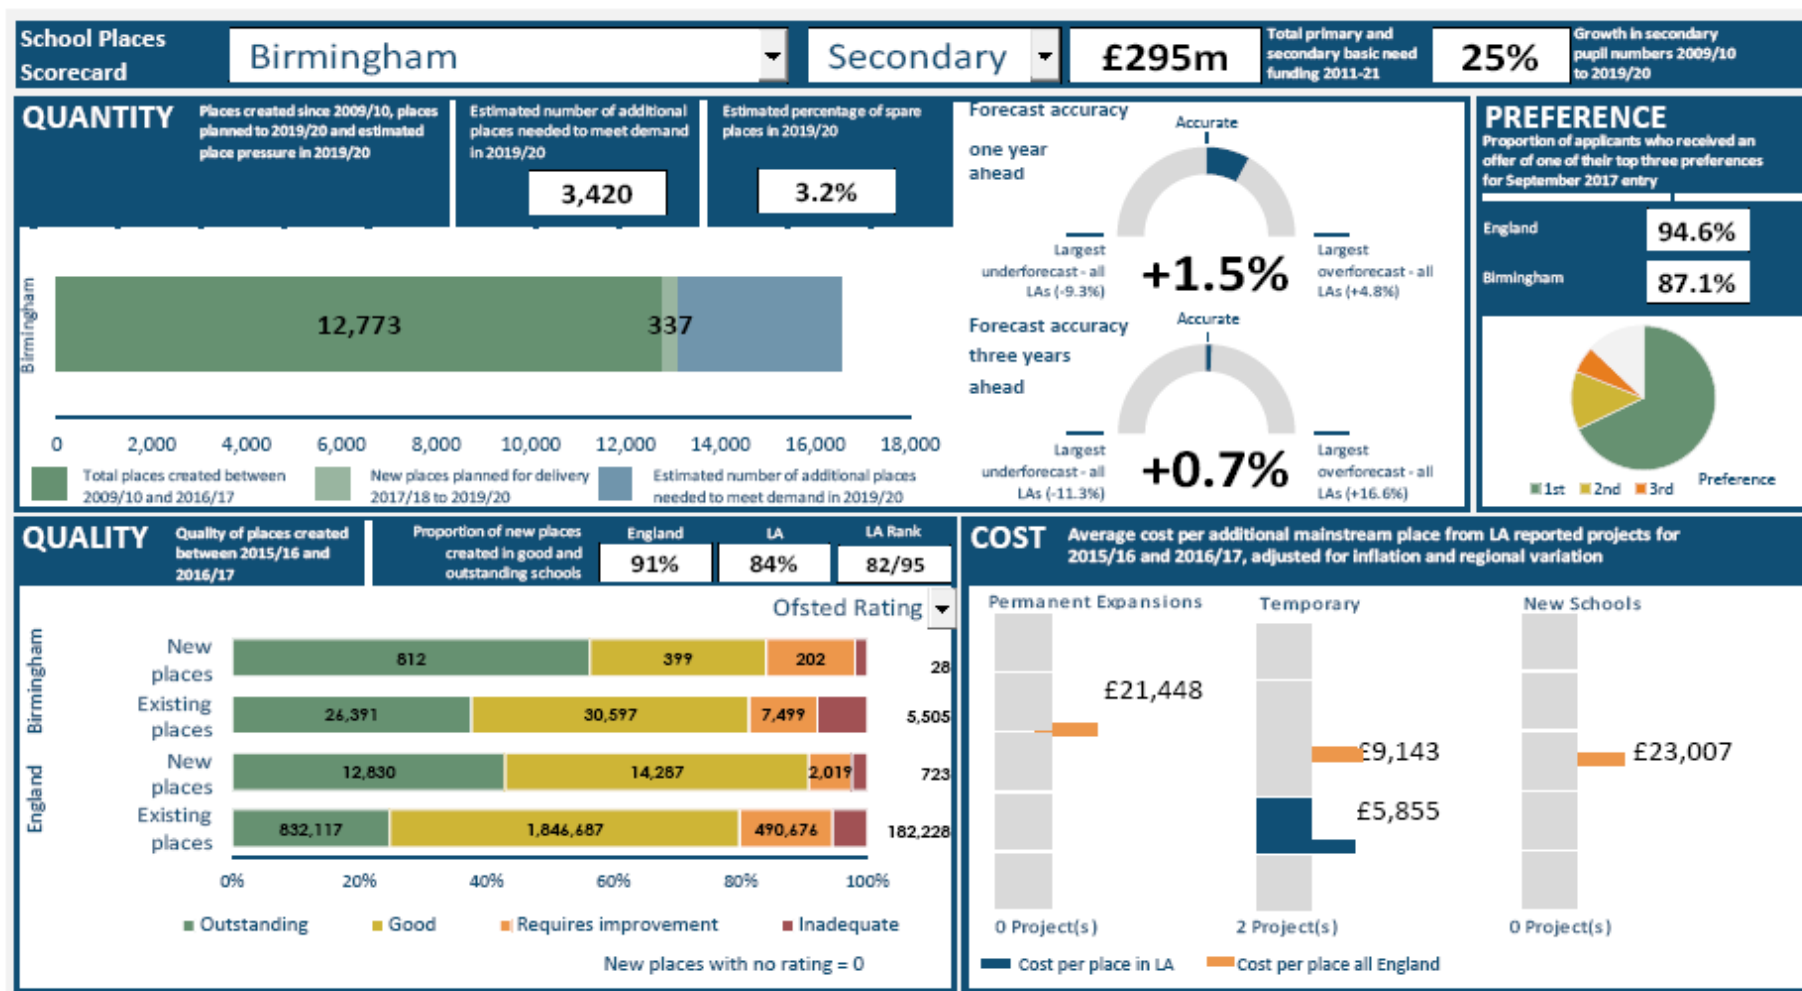 School Places
Scorecard
Birmingham
Secondary
£295m
Total primary and
secondary basic need
funding 2011-21
25%
Growth in secondary
pupil numbers 2009/10
to 2019/20
QUANTITY
Places created since 2009/10, places
planned to 2019/20 and estimated
place pressure in 2019/20
Estimated number of additional
places needed to meet demand
in 2019/20
3,420
Estimated percentage of spare
places in 2019/20
3.2%
Birmingham
12,773
337
0 2,000 4,000 6,000 8,000 10,000 12,000 14,000 16,000 18,000
Total places created between
2009/10 and 2016/17
New places planned for delivery
2017/18 to 2019/20
Estimated number of additional places
needed to meet demand in 2019/20
Forecast accuracy
one year
ahead
Accurate
Largest
underforecast - all
LAs (-9.3%)
+1.5%
Largest
overforecast - all
LAs (+4.8%)
Forecast accuracy
three years
ahead
Accurate
Largest
underforecast - all
LAs (-11.3%)
+0.7%
Largest
overforecast - all
LAs (+16.6%)
PREFERENCE
Proportion of applicants who received an
offer of one of their top three preferences
for September 2017 entry
England
94.6%
Birmingham
87.1%
1st 2nd 3rd Preference
QUALITY
Quality of places created
between 2015/16 and
2016/17
Proportion of new places
created in good and
outstanding schools
England
91%
LA
84%
LA Rank
82/95
Ofsted Rating
Birmingham
New
places
812 399 202 28
Existing
places
26,391 30,597 7,499 5,505
England
New
places
12,830 14,287 2,019 723
Existing
places
832,117 1,846,687 490,676 182,228
0% 20% 40% 60% 80% 100%
Outstanding Good Requires improvement Inadequate
New places with no rating = 0
COST
Average cost per additional mainstream place from LA reported projects for
2015/16 and 2016/17, adjusted for inflation and regional variation
Permanent Expansions
£21,448
0 Project(s)
Temporary
£9,143
£5,855
2 Project(s)
New Schools
£23,007
0 Project(s)
Cost per place in LA Cost per place all England